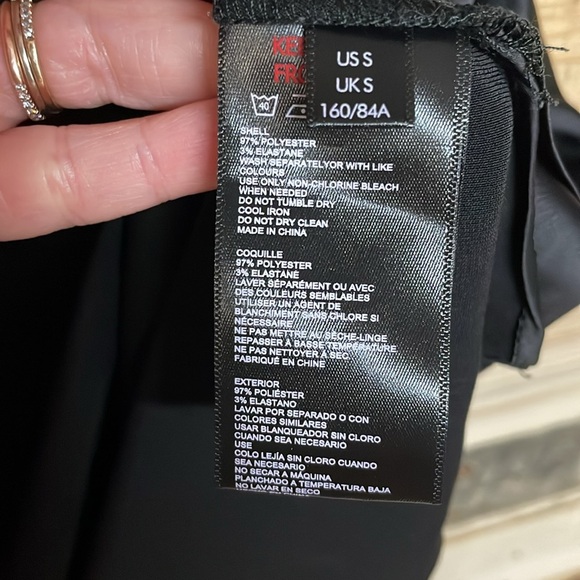 KE
FR
US S
UK S
160/84A
40
SHELL
97% POLYESTER
3% ELASTANE
WASH SEPARATELYOR WITH LIKE
COLOURS
USE ONLY NON-CHLORINE BLEACH
WHEN NEEDED
DO NOT TUMBLE DRY
COOL IRON
DO NOT DRY CLEAN
MADE IN CHINA
COQUILLE
97% POLYESTER
3% ELASTANE
LAVER SÉPARÉMENT OU AVEC
DES COULEURS SEMBLABLES
UTILISER UN AGENT DE
BLANCHIMENT SANS CHLORE SI
NÉCESSAIRE
NE PAS METTRE AU SÈCHE-LINGE
REPASSER À BASSE TEMPÉRATURE
NE PAS NETTOYER À SEC
FABRIQUÉ EN CHINE
EXTERIOR
97% POLIÉSTER
3% ELASTANO
LAVAR POR SEPARADO O CON
COLORES SIMILARES
USAR BLANQUEADOR SIN CLORO
CUANDO SEA NECESARIO
USE
COLO LEJÍA SIN CLORO CUANDO
SEA NECESARIO
NO SECAR A MÁQUINA
PLANCHADO A TEMPERATURA BAJA
NO LAVAR EN SECO